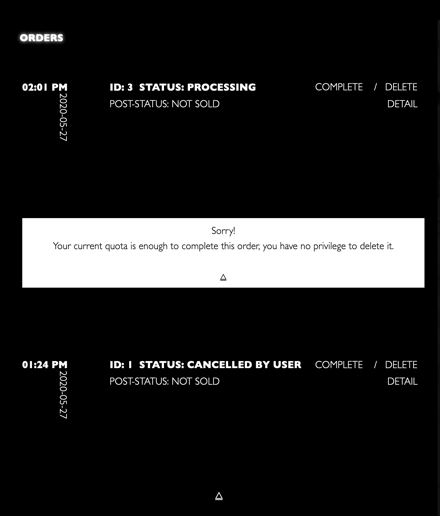 ORDERS
02:01 PM ID: 3 STATUS: PROCESSING COMPLETE / DELETE
2020-05-27
POST-STATUS: NOT SOLD DETAIL
Sorry!
Your current quota is enough to complete this order, you have no privilege to delete it.
01:24 PM ID: 1 STATUS: CANCELLED BY USER COMPLETE / DELETE
2020-05-27
POST-STATUS: NOT SOLD DETAIL